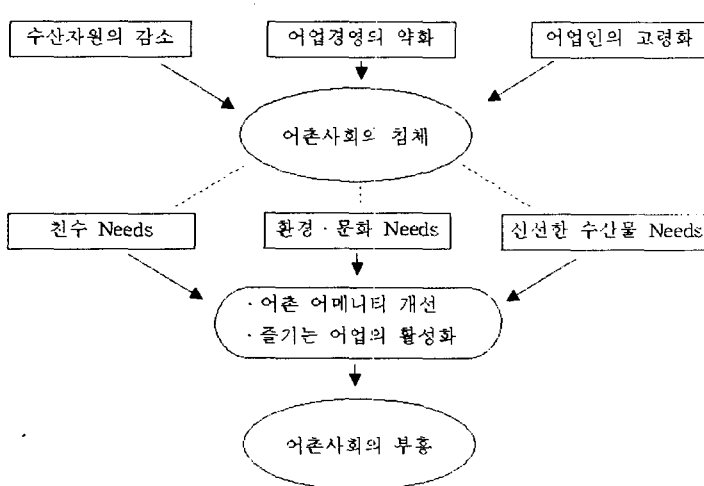 수산자원의 감소
어업경영의 약화
어업인의 고령화
어촌사회의 침체
친수 Needs
환경 · 문화 Needs
신선한 수산물 Needs
· 어촌 어메니티 개선
· 즐기는 어업의 활성화
어촌사회의 부흥